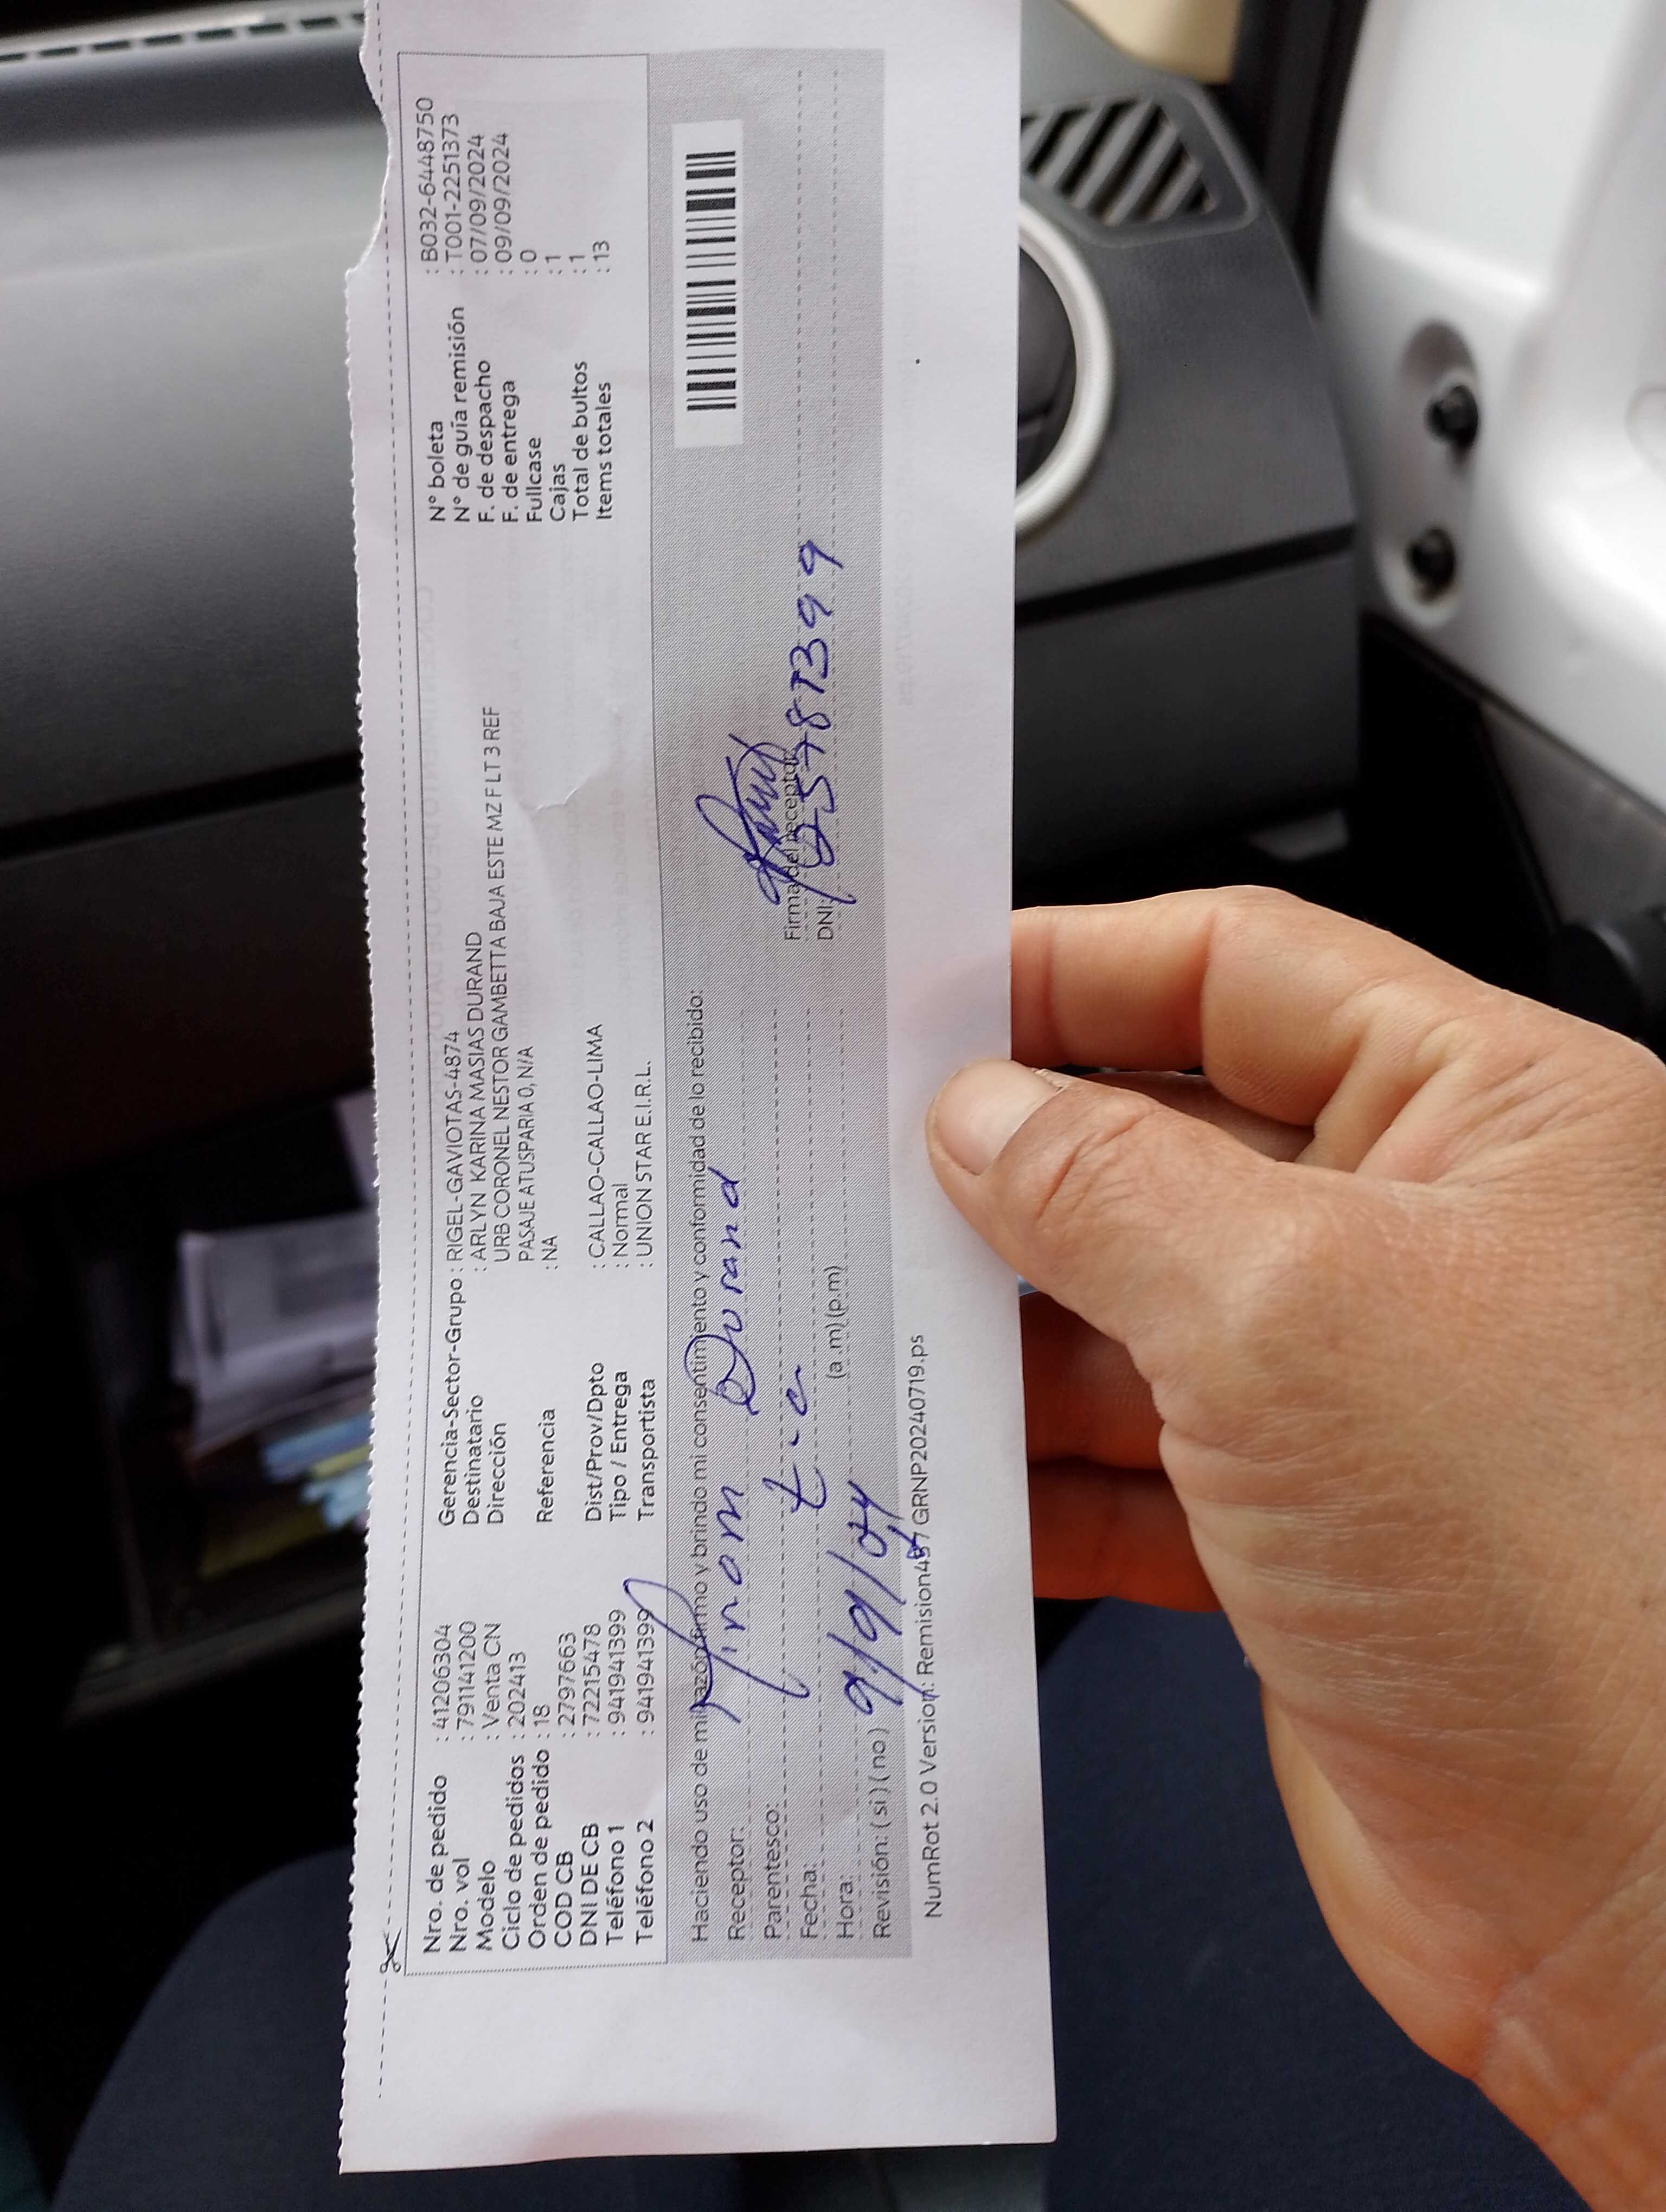 Nro. de pedido : 41206304
Nro. vol : 791141200
Modelo : Venta CN
Ciclo de pedidos : 202413
Orden de pedido : 18
COD CB : 2797663
DNI DE CB : 72215478
Teléfono 1 : 941941399
Teléfono 2 : 941941399
Gerencia-Sector-Grupo : RIGEL-GAVIOTAS-4874
Destinatario : ARLYN KARINA MASIAS DURAND
Dirección URB CORONEL NESTOR GAMBETTA BAJA ESTE MZ F LT 3 REF
PASAJE ATUSPARIA 0, N/A
Referencia : NA
Dist/Prov/Dpto : CALLAO-CALLAO-LIMA
Tipo / Entrega : Normal
Transportista : UNION STAR E.I.R.L.
N° boleta : B032-6448750
N° de guía remisión : T001-2251373
F. de despacho : 07/09/2024
F. de entrega : 09/09/2024
Fullcase : 0
Cajas : 1
Total de bultos : 1
Items totales : 13
Haciendo uso de mi razón firmo y brindo mi consentimiento y conformidad de lo recibido:
Receptor: Durand
Parentesco:
Fecha: 9/9/24
Hora: (a.m) (p.m)
Revisión: ( si ) ( no )
Firma del receptor
DNI:
NumRot 2.0 Version: GRNP20240719.ps